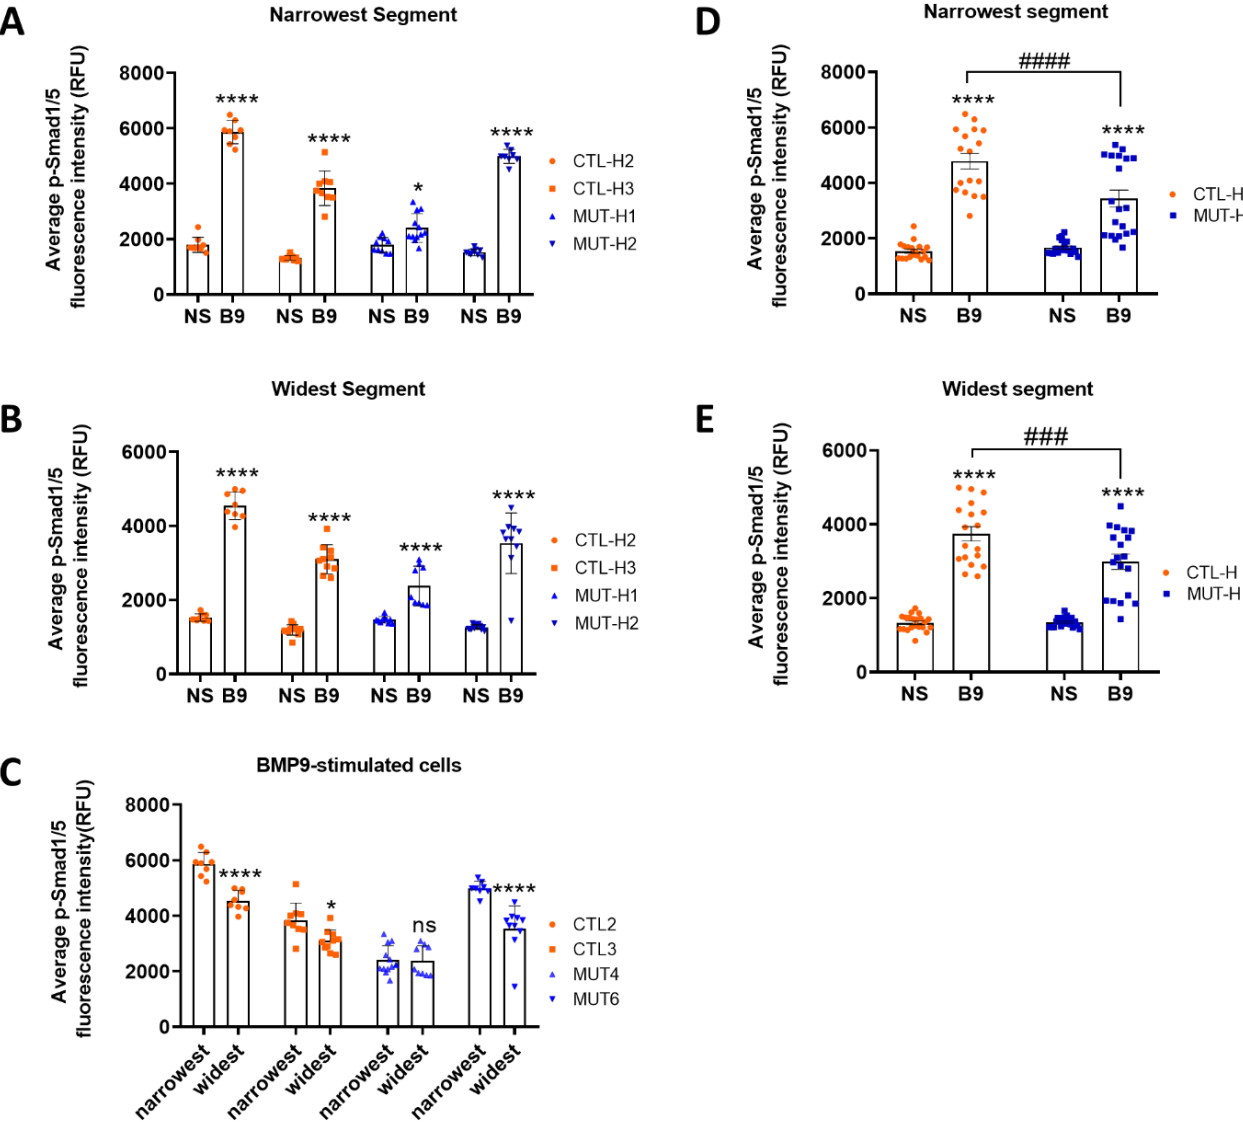 A
Narrowest Segment
Average p-Smad1/5
fluorescence intensity (RFU)
8000
6000
4000
2000
0
****
****
*
****
NS B9 NS B9 NS B9 NS B9
CTL-H2
CTL-H3
MUT-H1
MUT-H2
B
Widest Segment
Average p-Smad1/5
fluorescence intensity (RFU)
6000
4000
2000
0
****
****
****
****
NS B9 NS B9 NS B9 NS B9
CTL-H2
CTL-H3
MUT-H1
MUT-H2
C
BMP9-stimulated cells
Average p-Smad1/5
fluorescence intensity(RFU)
8000
6000
4000
2000
0
****
*
ns
****
narrowest widest narrowest widest narrowest widest narrowest widest
CTL2
CTL3
MUT4
MUT6
D
Narrowest segment
Average p-Smad1/5
fluorescence intensity (RFU)
8000
6000
4000
2000
0
####
****
****
NS B9 NS B9
CTL-H
MUT-H
E
Widest segment
Average p-Smad1/5
fluorescence intensity (RFU)
6000
4000
2000
0
###
****
****
NS B9 NS B9
CTL-H
MUT-H